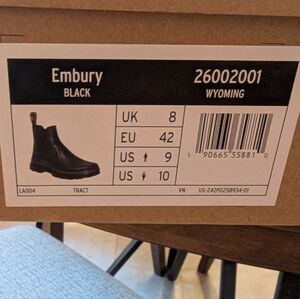 Embury 26002001
BLACK WYOMING
UK 8
EU 42
US 9
US 10
1 90665 35881 0
LA004 TRACT VN US-24ZP0258934-01